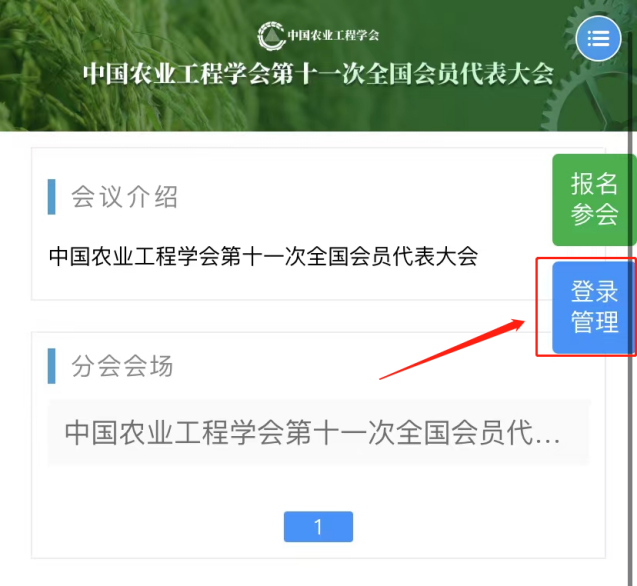 中国农业工程学会
中国农业工程学会第十一次全国会员代表大会
报名
参会
会议介绍
中国农业工程学会第十一次全国会员代表大会
登录
管理
分会会场
中国农业工程学会第十一次全国会员代...
1